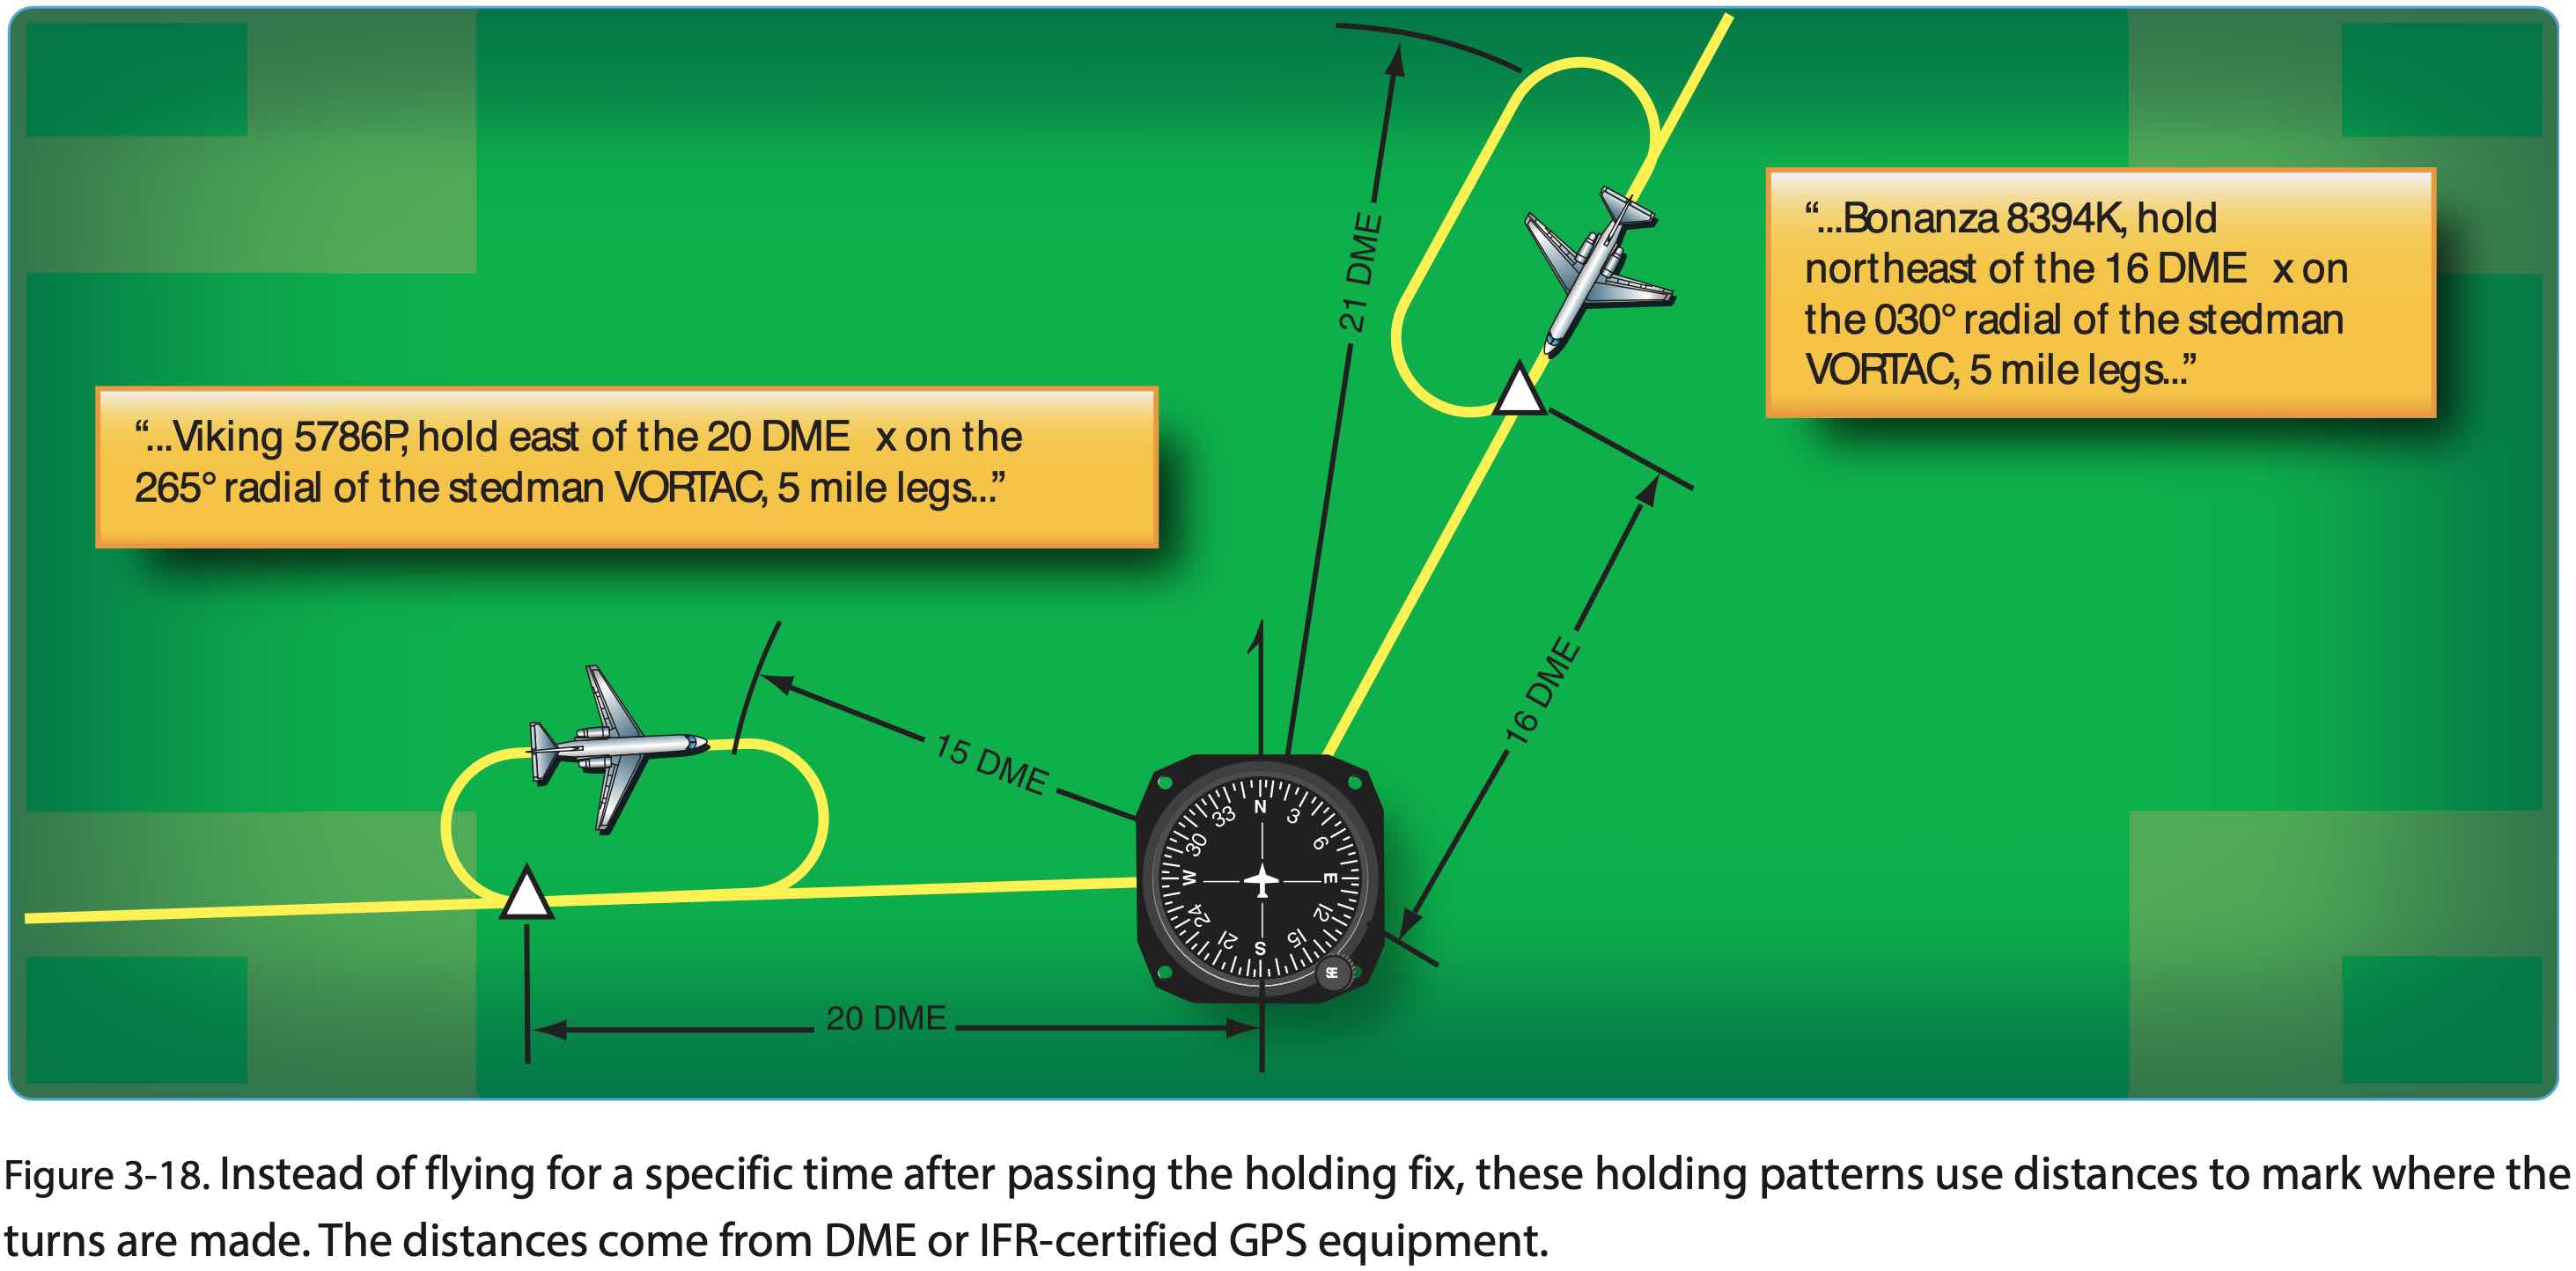 21 DME
“...Bonanza 8394K, hold
northeast of the 16 DME x on
the 030° radial of the stedman
VORTAC, 5 mile legs...”
“...Viking 5786P, hold east of the 20 DME x on the
265° radial of the stedman VORTAC, 5 mile legs...”
16 DME
15 DME
N
3
6
E
12
15
S
21
24
W
30
33
20 DME
Figure 3-18. Instead of flying for a specific time after passing the holding fix, these holding patterns use distances to mark where the
turns are made. The distances come from DME or IFR-certified GPS equipment.